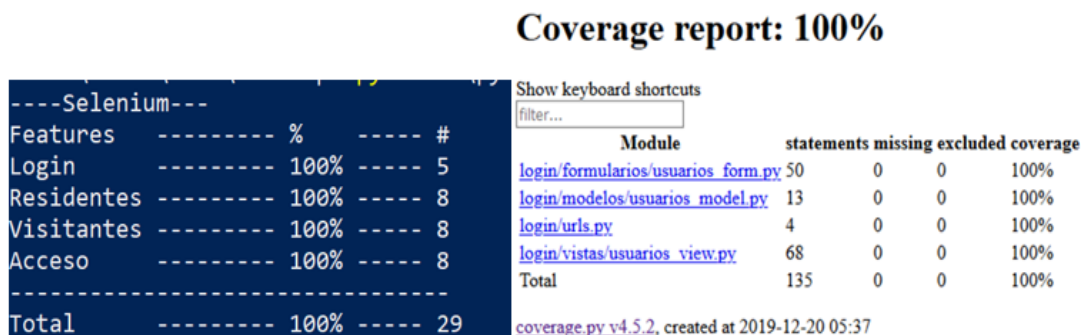 Coverage report: 100%
----Selenium---
Features --------- % ----- #
Login --------- 100% ----- 5
Residentes --------- 100% ----- 8
Visitantes --------- 100% ----- 8
Acceso --------- 100% ----- 8
---------------------------------
Total --------- 100% ----- 29
Show keyboard shortcuts
filter...
Module statements missing excluded coverage
login/formularios/usuarios_form.py 50 0 0 100%
login/modelos/usuarios_model.py 13 0 0 100%
login/urls.py 4 0 0 100%
login/vistas/usuarios_view.py 68 0 0 100%
Total 135 0 0 100%
coverage.py v4.5.2, created at 2019-12-20 05:37